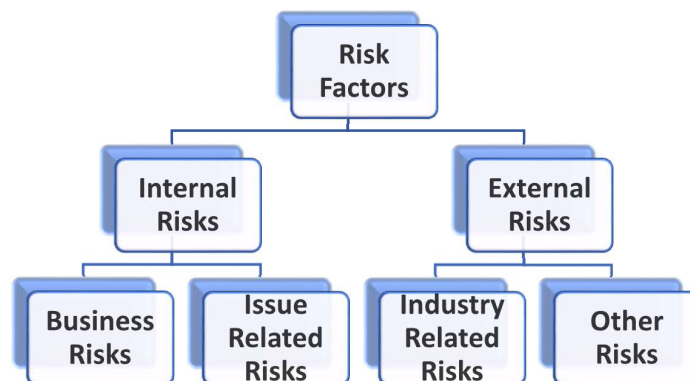 Risk
Factors
Internal
Risks
External
Risks
Business
Risks
Issue
Related
Risks
Industry
Related
Risks
Other
Risks